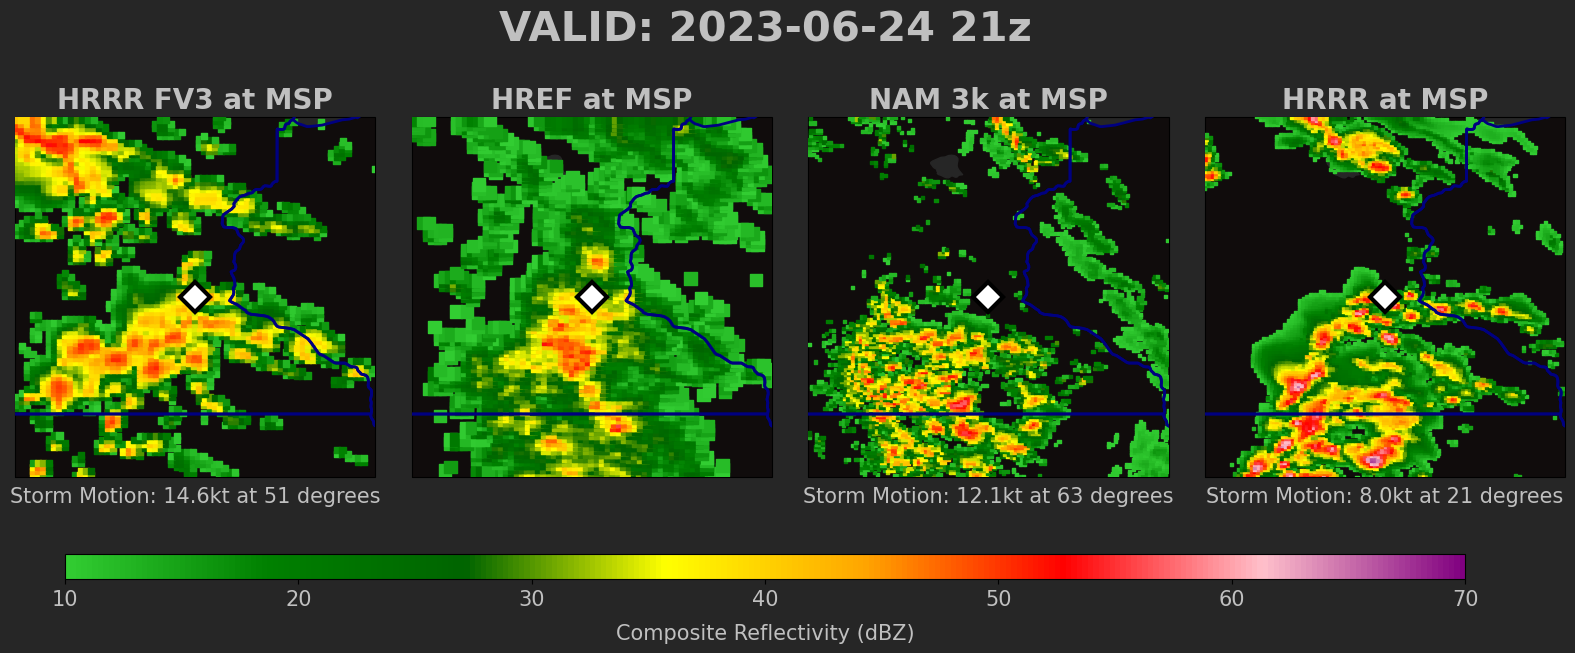 VALID: 2023-06-24 21z
HRRR FV3 at MSP
HREF at MSP
NAM 3k at MSP
HRRR at MSP
Storm Motion: 14.6kt at 51 degrees
Storm Motion: 12.1kt at 63 degrees
Storm Motion: 8.0kt at 21 degrees
10 20 30 40 50 60 70
Composite Reflectivity (dBZ)